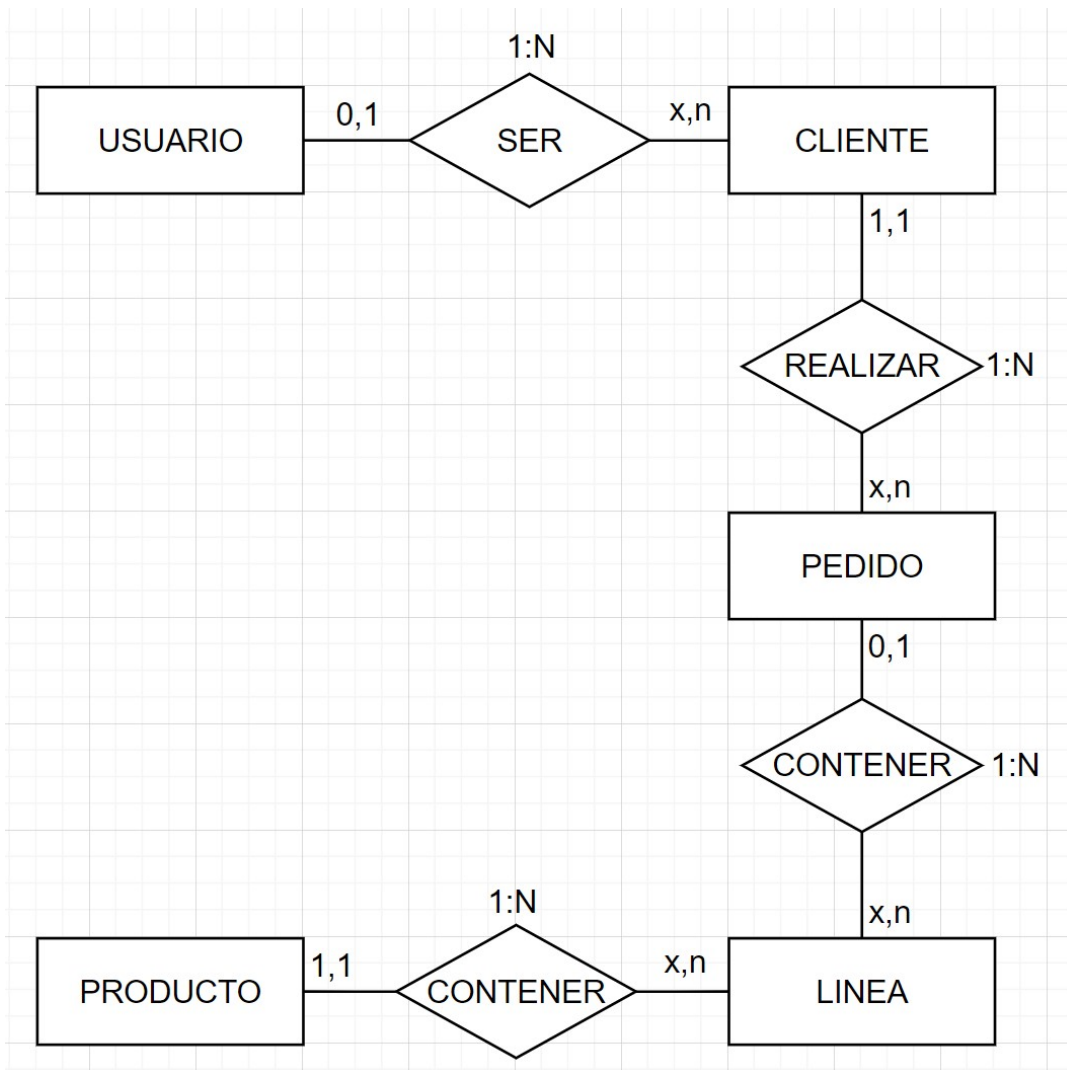 1:N
USUARIO
0,1
SER
x,n
CLIENTE
1,1
REALIZAR
1:N
x,n
PEDIDO
0,1
CONTENER
1:N
x,n
1:N
PRODUCTO
1,1
CONTENER
x,n
LINEA